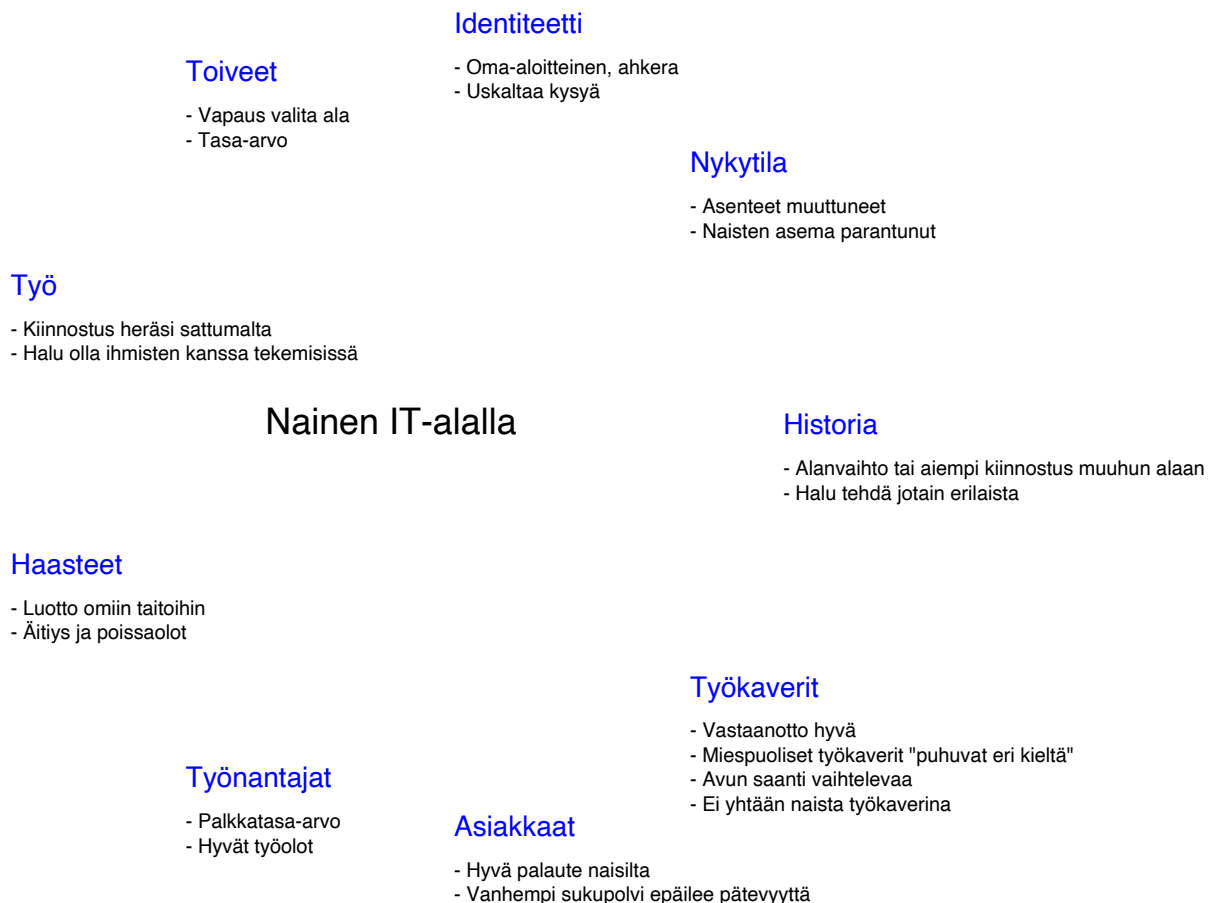 Identiteetti
- Oma-aloitteinen, ahkera
- Uskaltaa kysyä
Toiveet
- Vapaus valita ala
- Tasa-arvo
Nykytila
- Asenteet muuttuneet
- Naisten asema parantunut
Työ
- Kiinnostus heräsi sattumalta
- Halu olla ihmisten kanssa tekemisissä
Nainen IT-alalla
Historia
- Alanvaihto tai aiempi kiinnostus muuhun alaan
- Halu tehdä jotain erilaista
Haasteet
- Luotto omiin taitoihin
- Äitiys ja poissaolot
Työkaverit
- Vastaanotto hyvä
- Miespuoliset työkaverit "puhuvat eri kieltä"
- Avun saanti vaihtelevaa
- Ei yhtään naista työkaverina
Työnantajat
- Palkkatasa-arvo
- Hyvät työolot
Asiakkaat
- Hyvä palaute naisilta
- Vanhempi sukupolvi epäilee pätevyyttä